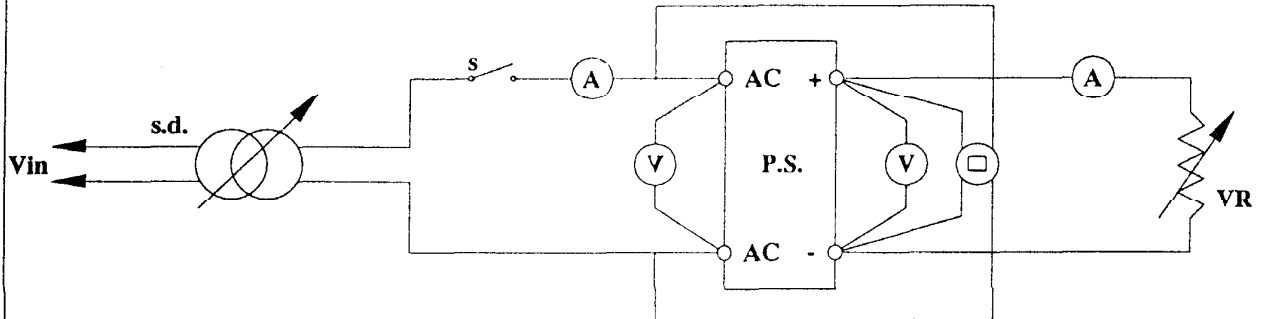 s
A
AC + A
s.d.
Vin
V P.S. V
VR
AC -